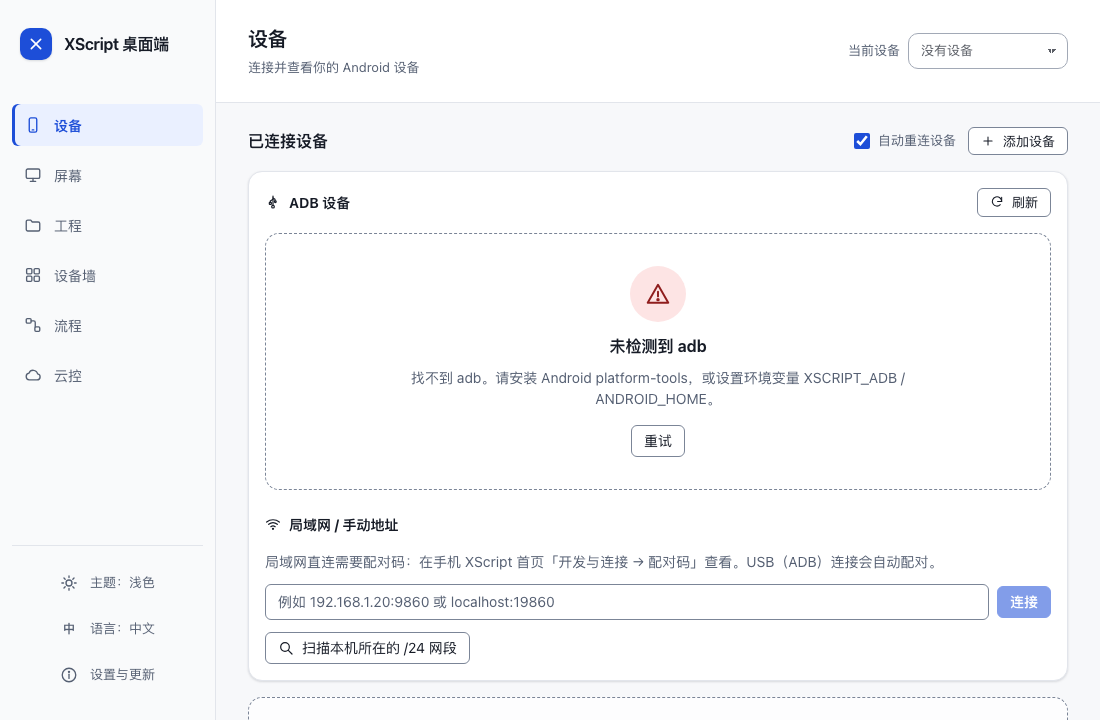 XScript 桌面端
设备
屏幕
工程
设备墙
流程
云控
主题：浅色
中 语言：中文
设置与更新
设备
连接并查看你的 Android 设备
当前设备 没有设备
已连接设备
自动重连设备 添加设备
ADB 设备
刷新
未检测到 adb
找不到 adb。请安装 Android platform-tools，或设置环境变量 XSCRIPT_ADB /
ANDROID_HOME。
重试
局域网 / 手动地址
局域网直连需要配对码：在手机 XScript 首页「开发与连接 → 配对码」查看。USB（ADB）连接会自动配对。
例如 192.168.1.20:9860 或 localhost:19860
连接
扫描本机所在的 /24 网段